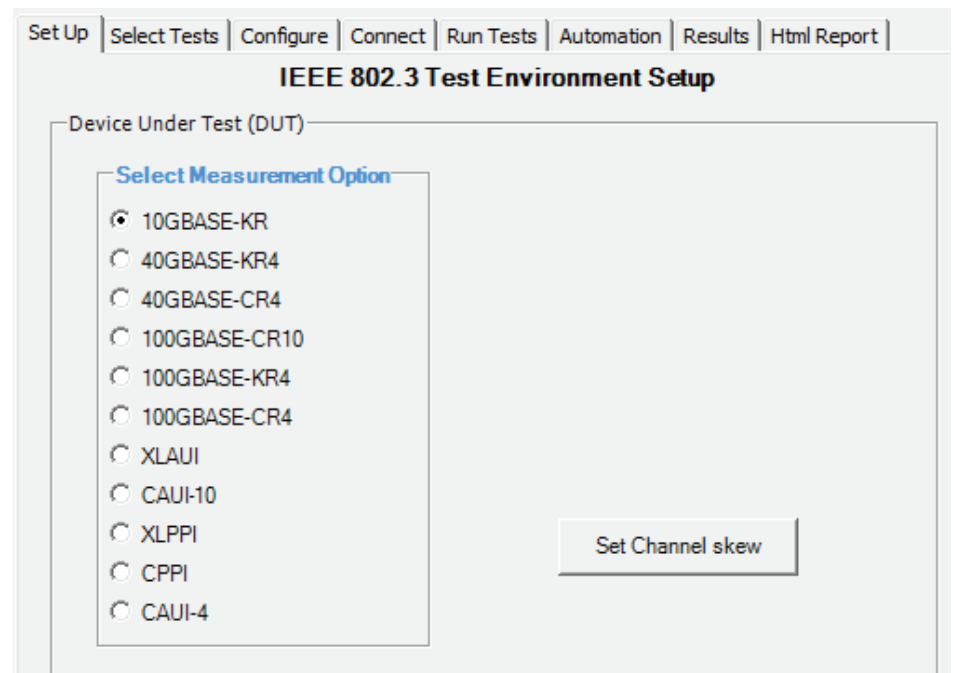 Set Up Select Tests Configure Connect Run Tests Automation Results Html Report
IEEE 802.3 Test Environment Setup
Device Under Test (DUT)
Select Measurement Option
10GBASE-KR
40GBASE-KR4
40GBASE-CR4
100GBASE-CR10
100GBASE-KR4
100GBASE-CR4
XLAUI
CAUI-10
XLPPI
Set Channel skew
CPPI
CAUI-4